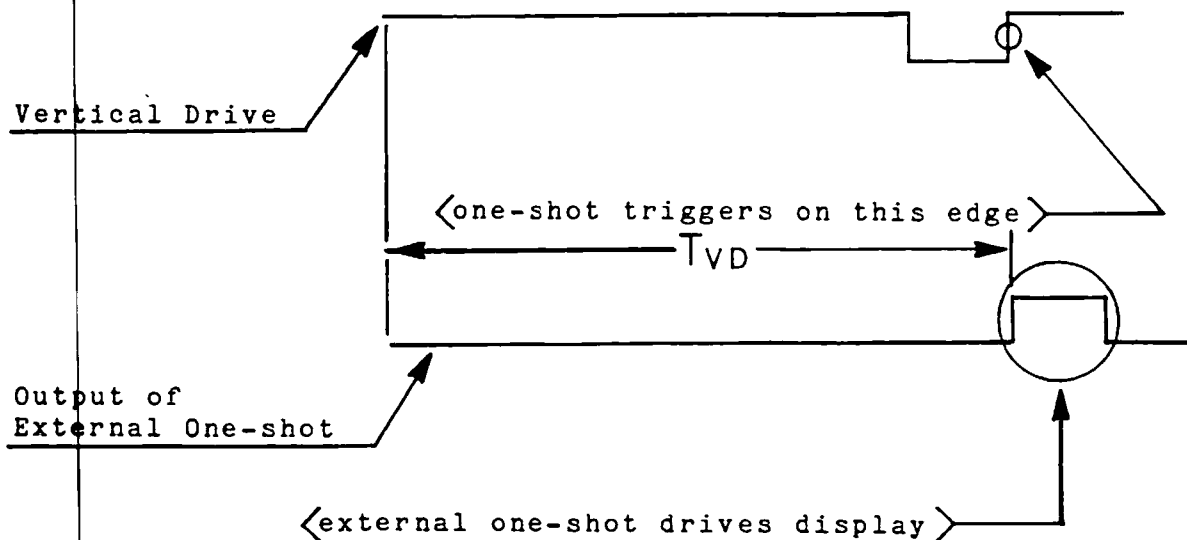 Vertical Drive
<one-shot triggers on this edge>
TVD
Output of
External One-shot
<external one-shot drives display>